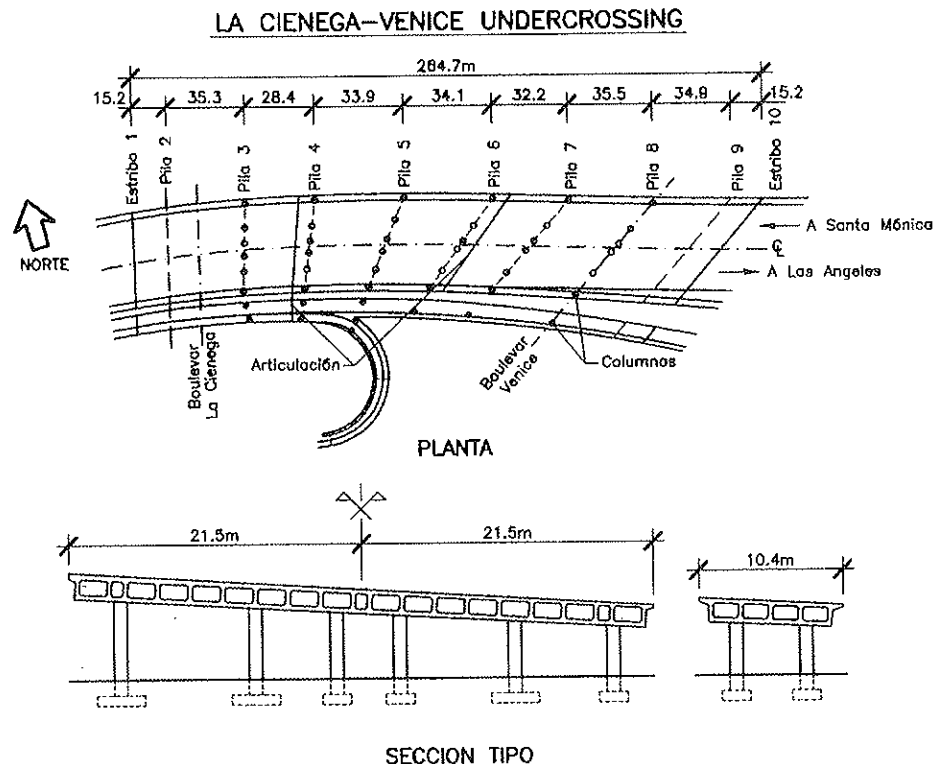 LA CIENEGA-VENICE UNDERCROSSING
264.7m
15.2 35.3 28.4 33.9 34.1 32.2 35.5 34.9 15.2
Estribo 1
Pila 2
Pila 3
Pila 4
Pila 5
Pila 6
Pila 7
Pila 8
Pila 9
Estribo 10
NORTE
A Santa Mónica
CL
A Los Angeles
Boulevar
La Cienega
Articulación
Boulevar
Venice
Columnas
PLANTA
21.5m 21.5m
10.4m
SECCION TIPO